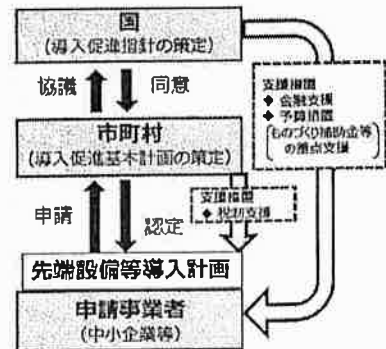 国
(導入促進指針の策定)
協議
同意
支援措置
◆ 金融支援
◆ 予算措置
(ものづくり補助金等
の重点支援)
市町村
(導入促進基本計画の策定)
申請
認定
支援措置
◆ 税制支援
先端設備等導入計画
申請事業者
(中小企業等)